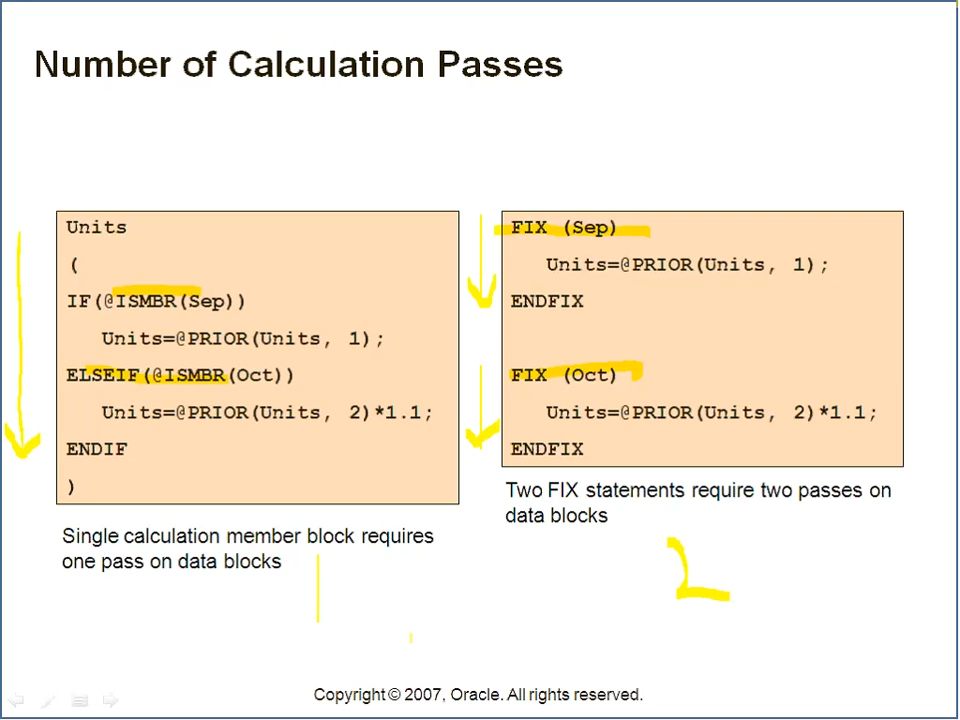 Number of Calculation Passes
Units
(
IF(@ISMBR(Sep))
Units=@PRIOR(Units, 1);
ELSEIF(@ISMBR(Oct))
Units=@PRIOR(Units, 2)*1.1;
ENDIF
)
Single calculation member block requires
one pass on data blocks
FIX (Sep)
Units=@PRIOR(Units, 1);
ENDFIX
FIX (Oct)
Units=@PRIOR(Units, 2)*1.1;
ENDFIX
Two FIX statements require two passes on
data blocks
1
2
Copyright © 2007, Oracle. All rights reserved.